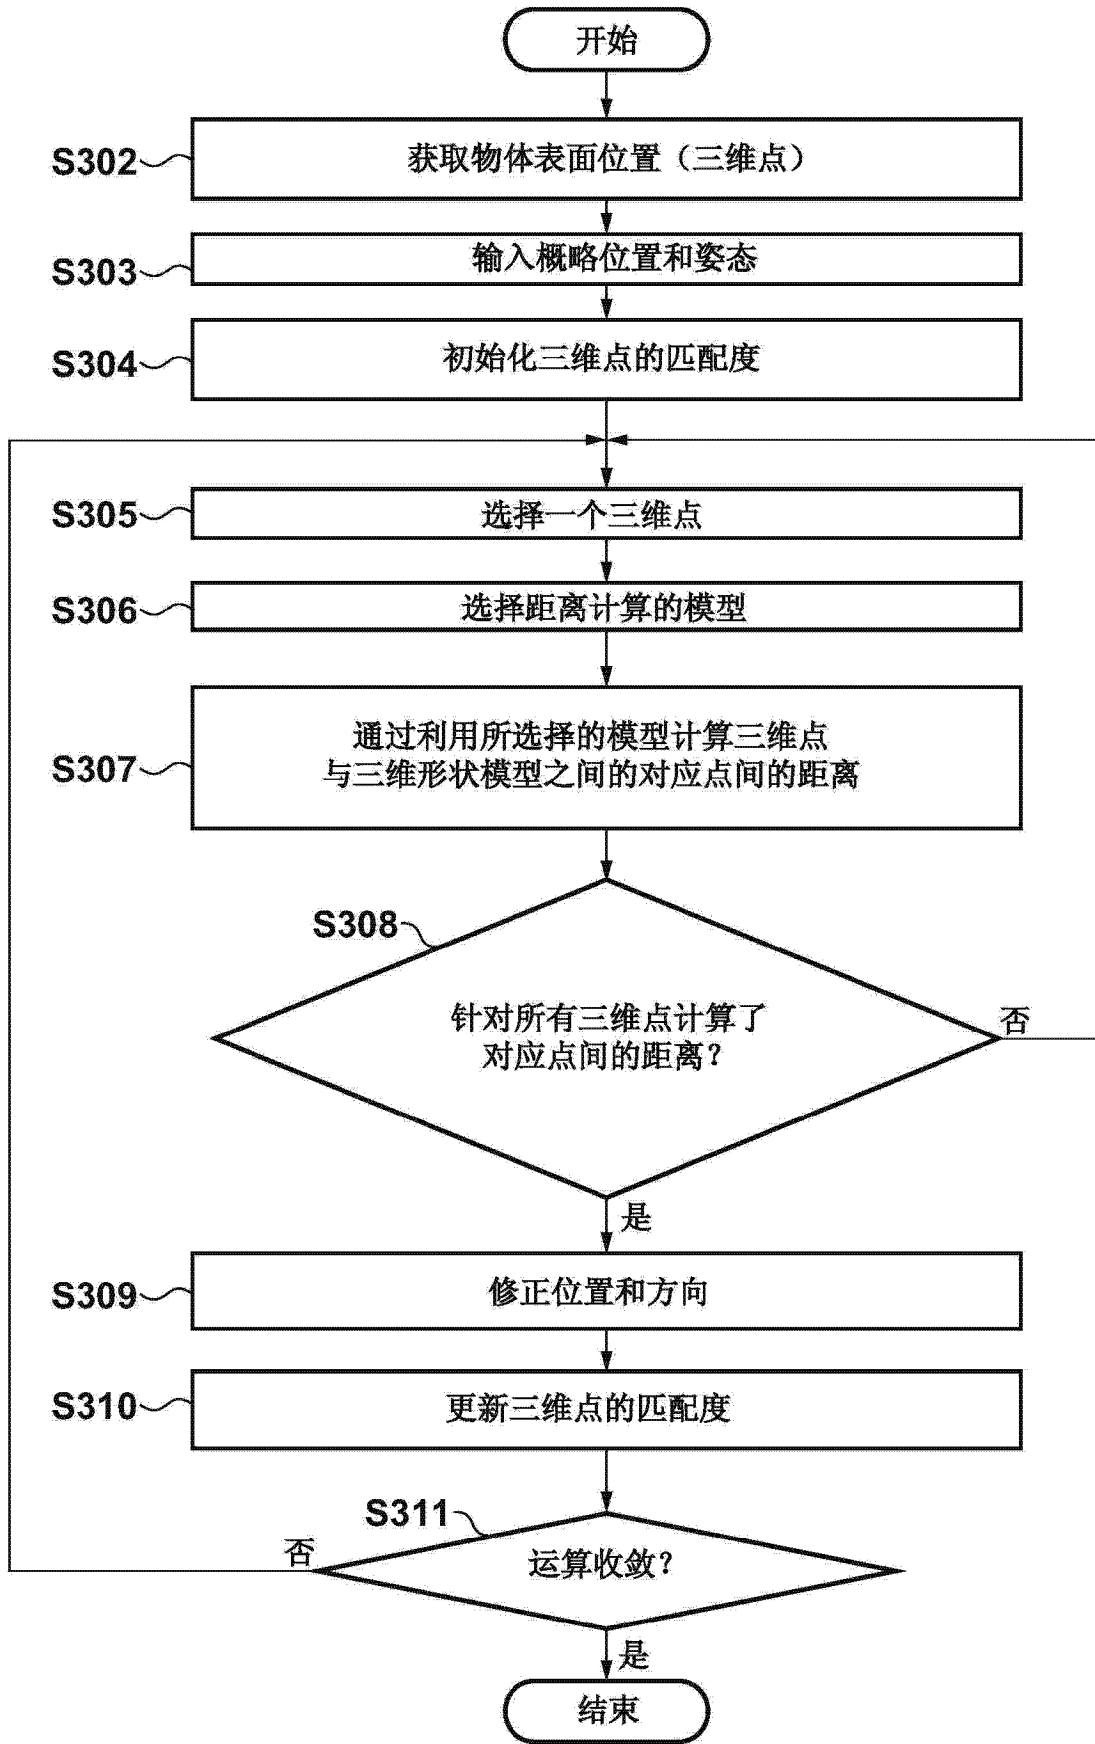 开始
S302
获取物体表面位置（三维点）
S303
输入概略位置和姿态
S304
初始化三维点的匹配度
S305
选择一个三维点
S306
选择距离计算的模型
S307
通过利用所选择的模型计算三维点
与三维形状模型之间的对应点间的距离
S308
针对所有三维点计算了
对应点间的距离？
否
是
S309
修正位置和方向
S310
更新三维点的匹配度
S311
运算收敛？
否
是
结束